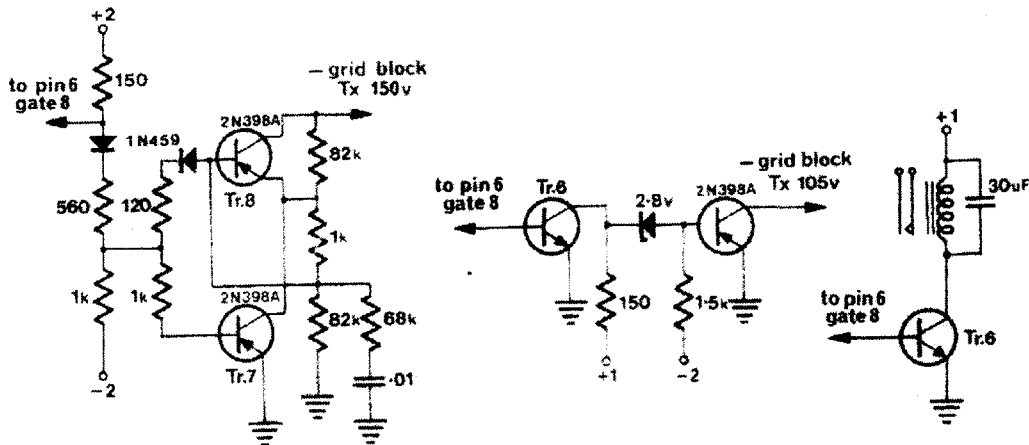 +2
150
to pin 6
gate 8
1N459
560
120
1k
1k
-2
2N398A
Tr.8
– grid block
Tx 150v
82k
1k
2N398A
Tr.7
82k
68k
.01
to pin 6
gate 8
Tr.6
2.8v
2N398A
– grid block
Tx 105v
150
1.5k
+1
-2
+1
30uF
to pin 6
gate 8
Tr.6